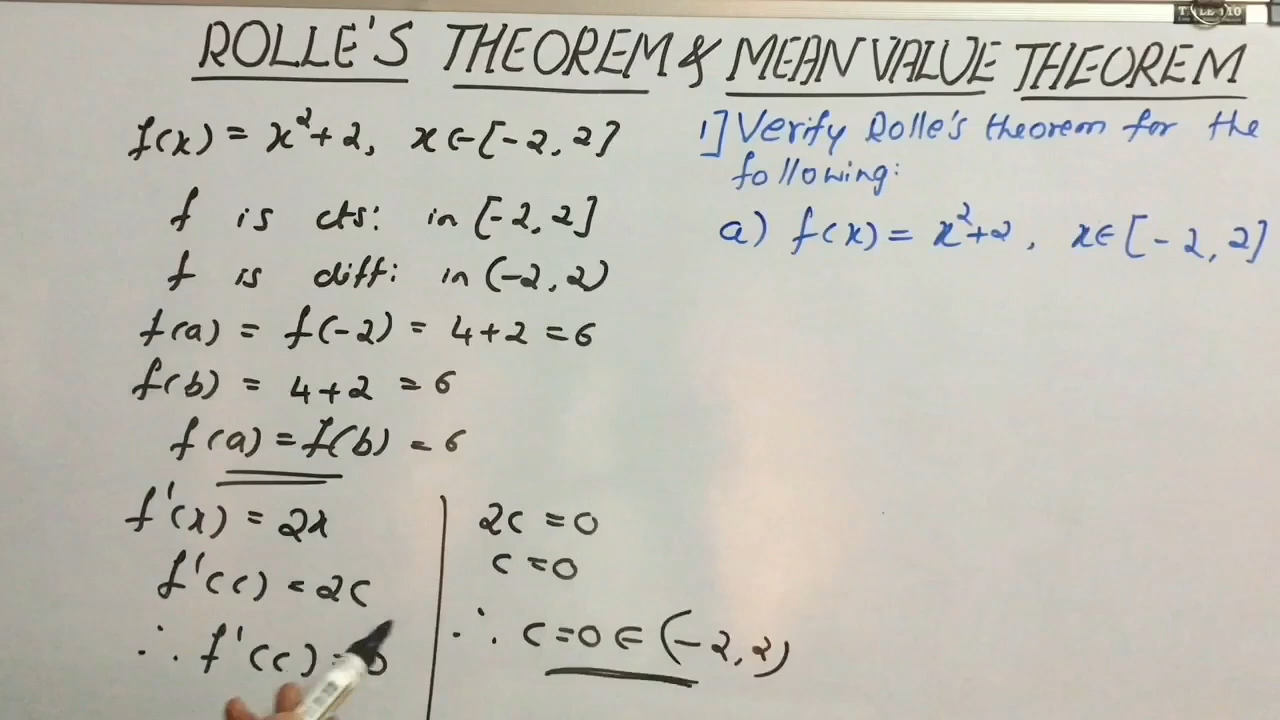 ROLLE'S THEOREM & MEAN VALUE THEOREM
f(x) = x²+2, x∈[-2, 2]
f is cts: in [-2, 2]
f is diff: in (-2, 2)
f(a) = f(-2) = 4+2 = 6
f(b) = 4+2 = 6
f(a) = f(b) = 6
f'(x) = 2x
f'(c) = 2c
∴ f'(c) = 0
2c = 0
c = 0
∴ c = 0 ∈ (-2, 2)
1] Verify Rolle's theorem for the
following:
a) f(x) = x²+2, x∈[-2, 2]